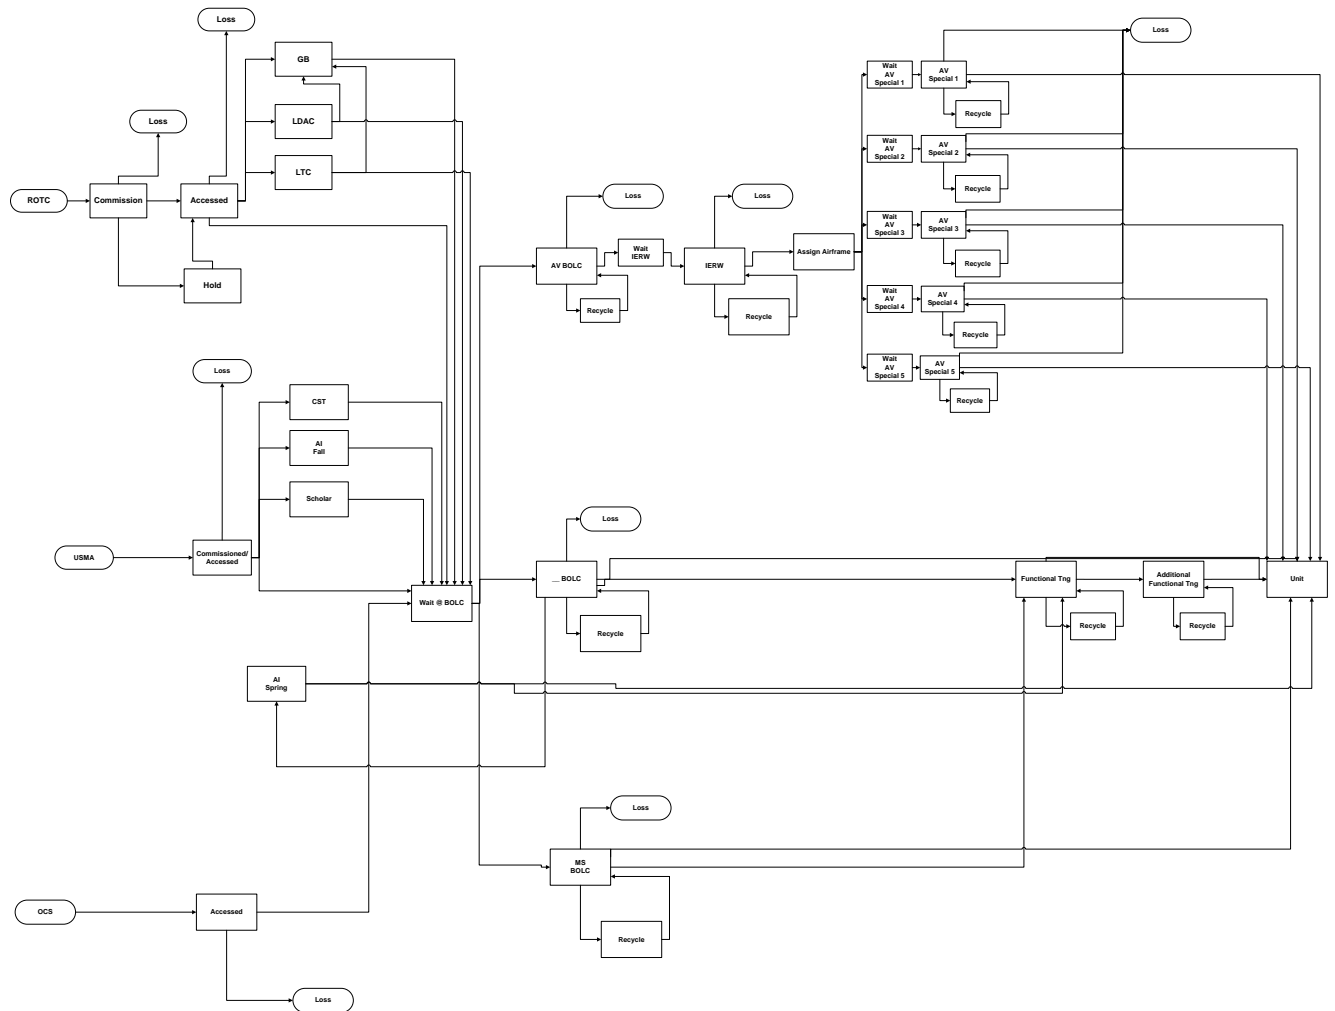 Loss
Loss
GB
Wait
AV
Special 1
AV
Special 1
Recycle
LDAC
Loss
Wait
AV
Special 2
AV
Special 2
Recycle
LTC
ROTC
Commission
Accessed
Loss
Loss
Wait
AV
Special 3
AV
Special 3
Recycle
Wait
IERW
AV BOLC
IERW
Assign Airframe
Hold
Recycle
Recycle
Wait
AV
Special 4
AV
Special 4
Recycle
Loss
Wait
AV
Special 5
AV
Special 5
Recycle
CST
AI
Fall
Scholar
Loss
USMA
Commissioned/
Accessed
Wait @ BOLC
__ BOLC
Recycle
Functional Tng
Recycle
Additional
Functional Tng
Recycle
Unit
AI
Spring
Loss
MS
BOLC
OCS
Accessed
Recycle
Loss